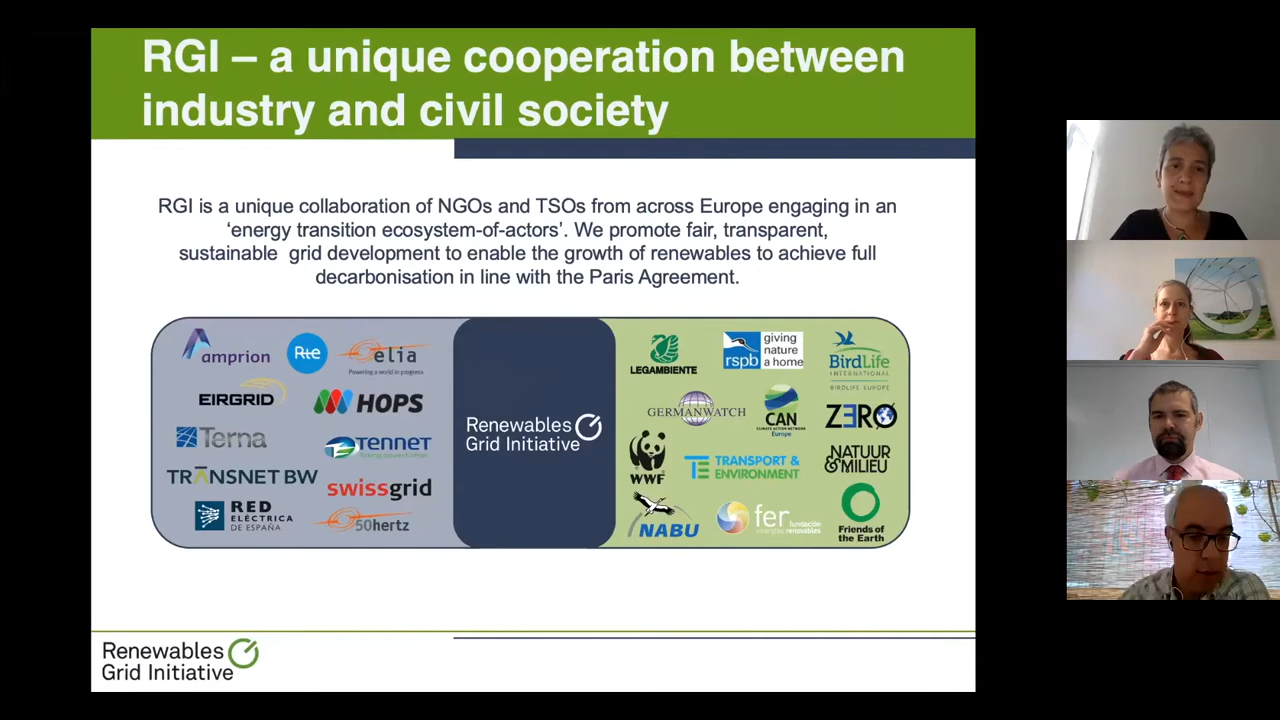 RGI – a unique cooperation between
industry and civil society
RGI is a unique collaboration of NGOs and TSOs from across Europe engaging in an
‘energy transition ecosystem-of-actors’. We promote fair, transparent,
sustainable grid development to enable the growth of renewables to achieve full
decarbonisation in line with the Paris Agreement.
Amprion
Rte
elia
Powering a world in progress
EIRGRID
HOPS
Terna
TENNET
Taking power further
TRANSNET BW
swissgrid
RED
ELÉCTRICA
DE ESPAÑA
50hertz
Renewables
Grid Initiative
LEGAMBIENTE
rspb
giving
nature
a home
BirdLife
INTERNATIONAL
BIRDLIFE EUROPE
GERMANWATCH
CAN
CLIMATE ACTION NETWORK
Europe
ZERO
WWF
TRANSPORT &
ENVIRONMENT
NATUUR
&MILIEU
NABU
fer
fundación
energías renovables
Friends of
the Earth
Renewables
Grid Initiative